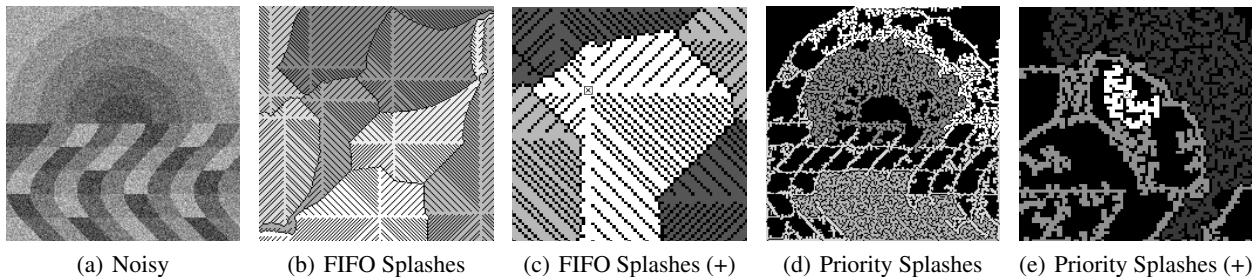 (a) Noisy
(b) FIFO Splashes
(c) FIFO Splashes (+)
(d) Priority Splashes
(e) Priority Splashes (+)